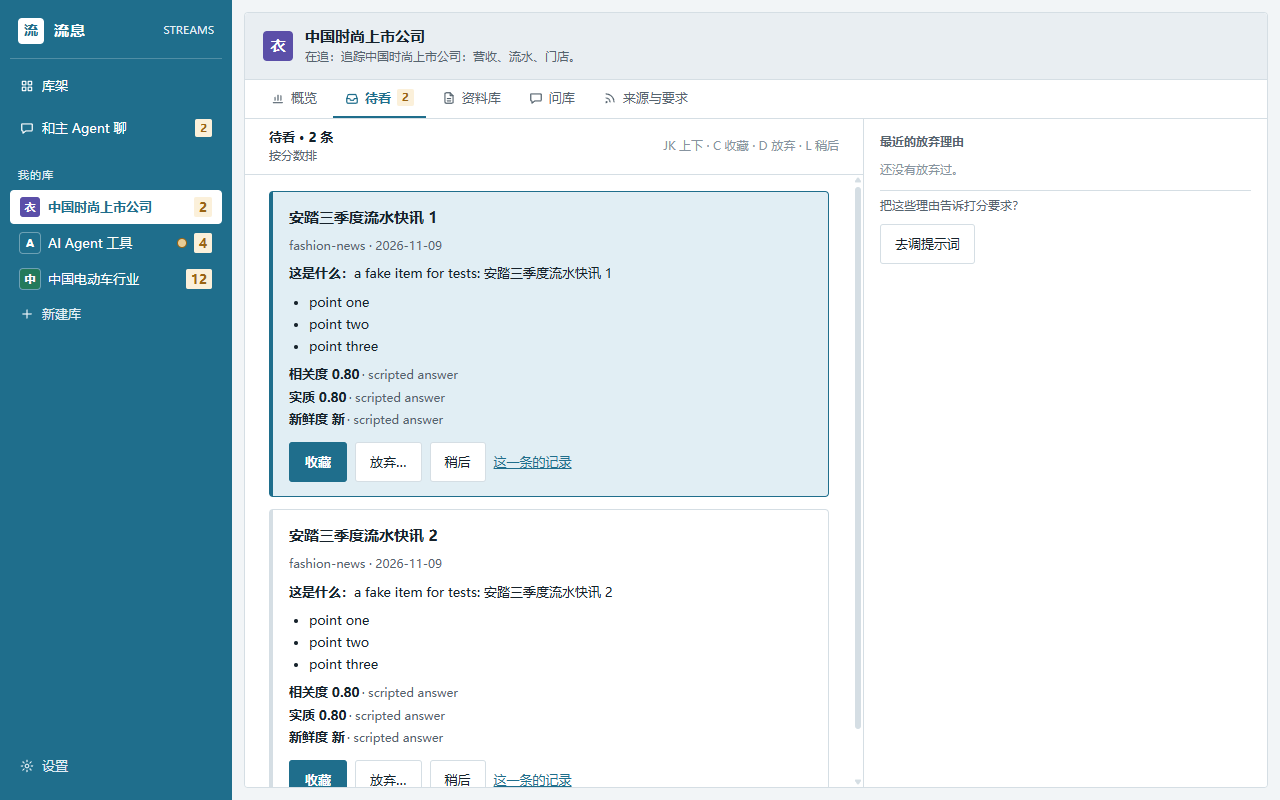 流 流息 STREAMS
库架
和主 Agent 聊 2
我的库
衣 中国时尚上市公司 2
A AI Agent 工具 4
中 中国电动车行业 12
+ 新建库
设置
衣 中国时尚上市公司
在追：追踪中国时尚上市公司：营收、流水、门店。
概览 待看 2 资料库 问库 来源与要求
待看 • 2 条
按分数排
JK 上下 · C 收藏 · D 放弃 · L 稍后
安踏三季度流水快讯 1
fashion-news · 2026-11-09
这是什么：a fake item for tests: 安踏三季度流水快讯 1
• point one
• point two
• point three
相关度 0.80 · scripted answer
实质 0.80 · scripted answer
新鲜度 新 · scripted answer
收藏 放弃... 稍后 这一条的记录
安踏三季度流水快讯 2
fashion-news · 2026-11-09
这是什么：a fake item for tests: 安踏三季度流水快讯 2
• point one
• point two
• point three
相关度 0.80 · scripted answer
实质 0.80 · scripted answer
新鲜度 新 · scripted answer
收藏 放弃... 稍后 这一条的记录
最近的放弃理由
还没有放弃过。
把这些理由告诉打分要求？
去调提示词